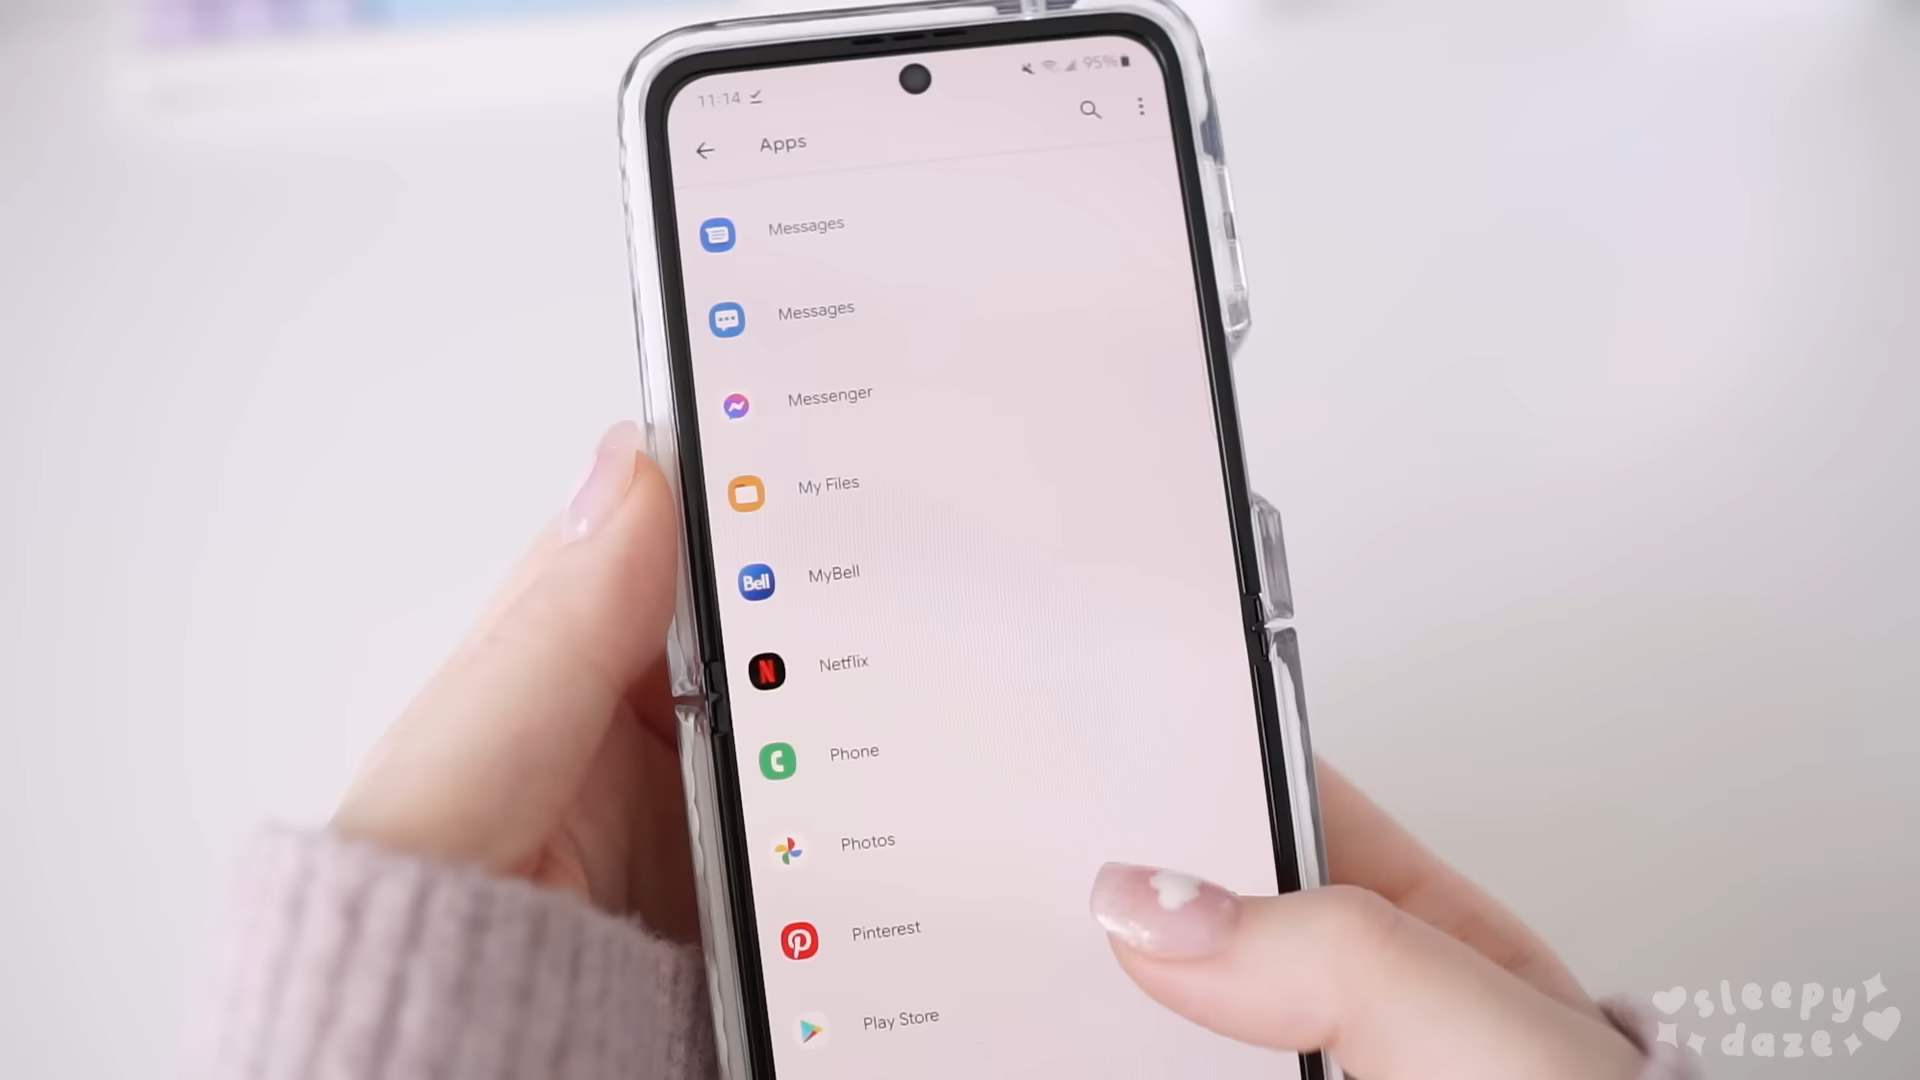 11:14
95%
Apps
Messages
Messages
Messenger
My Files
Bell
MyBell
N
Netflix
Phone
Photos
Pinterest
Play Store
sleepy
daze